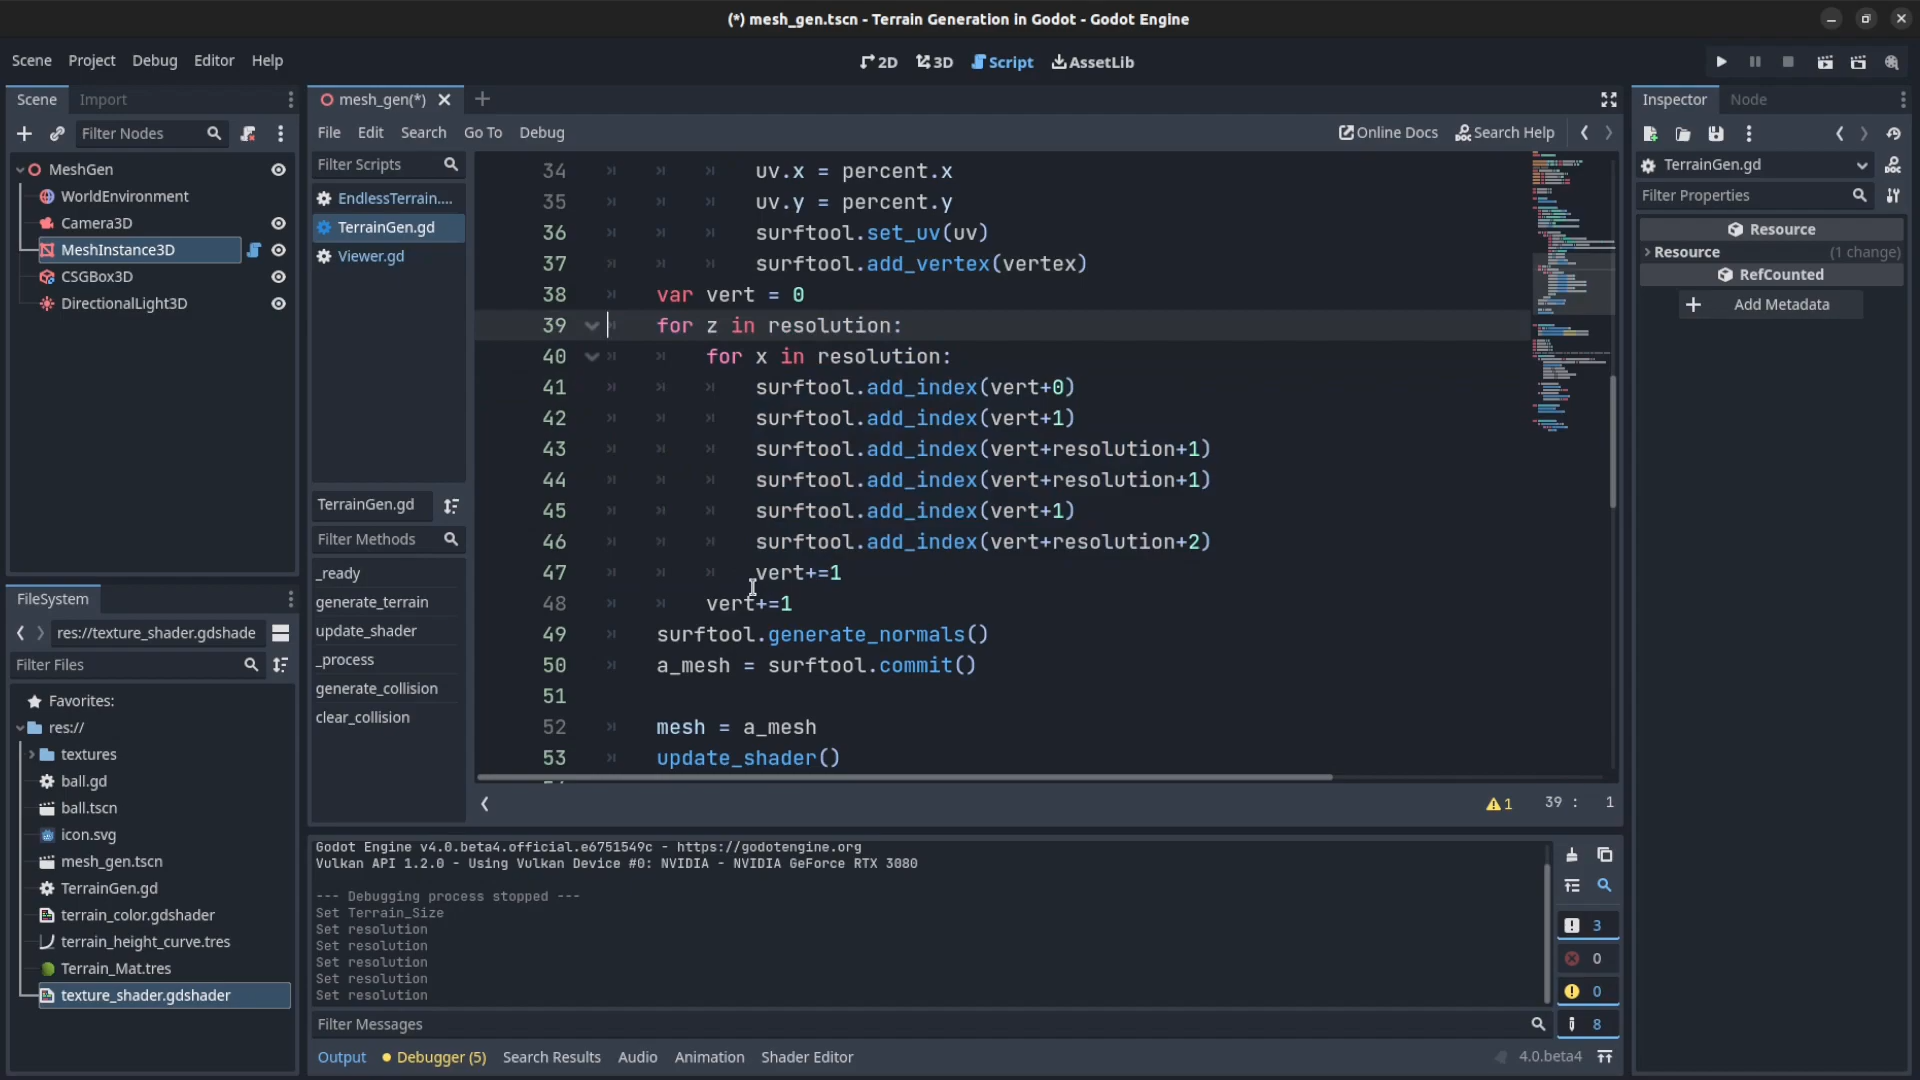 (*) mesh_gen.tscn - Terrain Generation in Godot - Godot Engine
Scene Project Debug Editor Help
2D 3D Script AssetLib
Scene Import
Filter Nodes
MeshGen
WorldEnvironment
Camera3D
MeshInstance3D
CSGBox3D
DirectionalLight3D
FileSystem
res://texture_shader.gdshade
Filter Files
Favorites:
res://
textures
ball.gd
ball.tscn
icon.svg
mesh_gen.tscn
TerrainGen.gd
terrain_color.gdshader
terrain_height_curve.tres
Terrain_Mat.tres
texture_shader.gdshader
mesh_gen(*)
File Edit Search Go To Debug
Online Docs Search Help
Filter Scripts
EndlessTerrain....
TerrainGen.gd
Viewer.gd
TerrainGen.gd
Filter Methods
_ready
generate_terrain
update_shader
_process
generate_collision
clear_collision
34 uv.x = percent.x
35 uv.y = percent.y
36 surftool.set_uv(uv)
37 surftool.add_vertex(vertex)
38 var vert = 0
39 for z in resolution:
40 for x in resolution:
41 surftool.add_index(vert+0)
42 surftool.add_index(vert+1)
43 surftool.add_index(vert+resolution+1)
44 surftool.add_index(vert+resolution+1)
45 surftool.add_index(vert+1)
46 surftool.add_index(vert+resolution+2)
47 vert+=1
48 vert+=1
49 surftool.generate_normals()
50 a_mesh = surftool.commit()
51
52 mesh = a_mesh
53 update_shader()
1 39 : 1
Godot Engine v4.0.beta4.official.e6751549c - https://godotengine.org
Vulkan API 1.2.0 - Using Vulkan Device #0: NVIDIA - NVIDIA GeForce RTX 3080
--- Debugging process stopped ---
Set Terrain_Size
Set resolution
Set resolution
Set resolution
Set resolution
Set resolution
3
0
0
8
Filter Messages
Output Debugger (5) Search Results Audio Animation Shader Editor
4.0.beta4
Inspector Node
TerrainGen.gd
Filter Properties
Resource
Resource (1 change)
RefCounted
Add Metadata